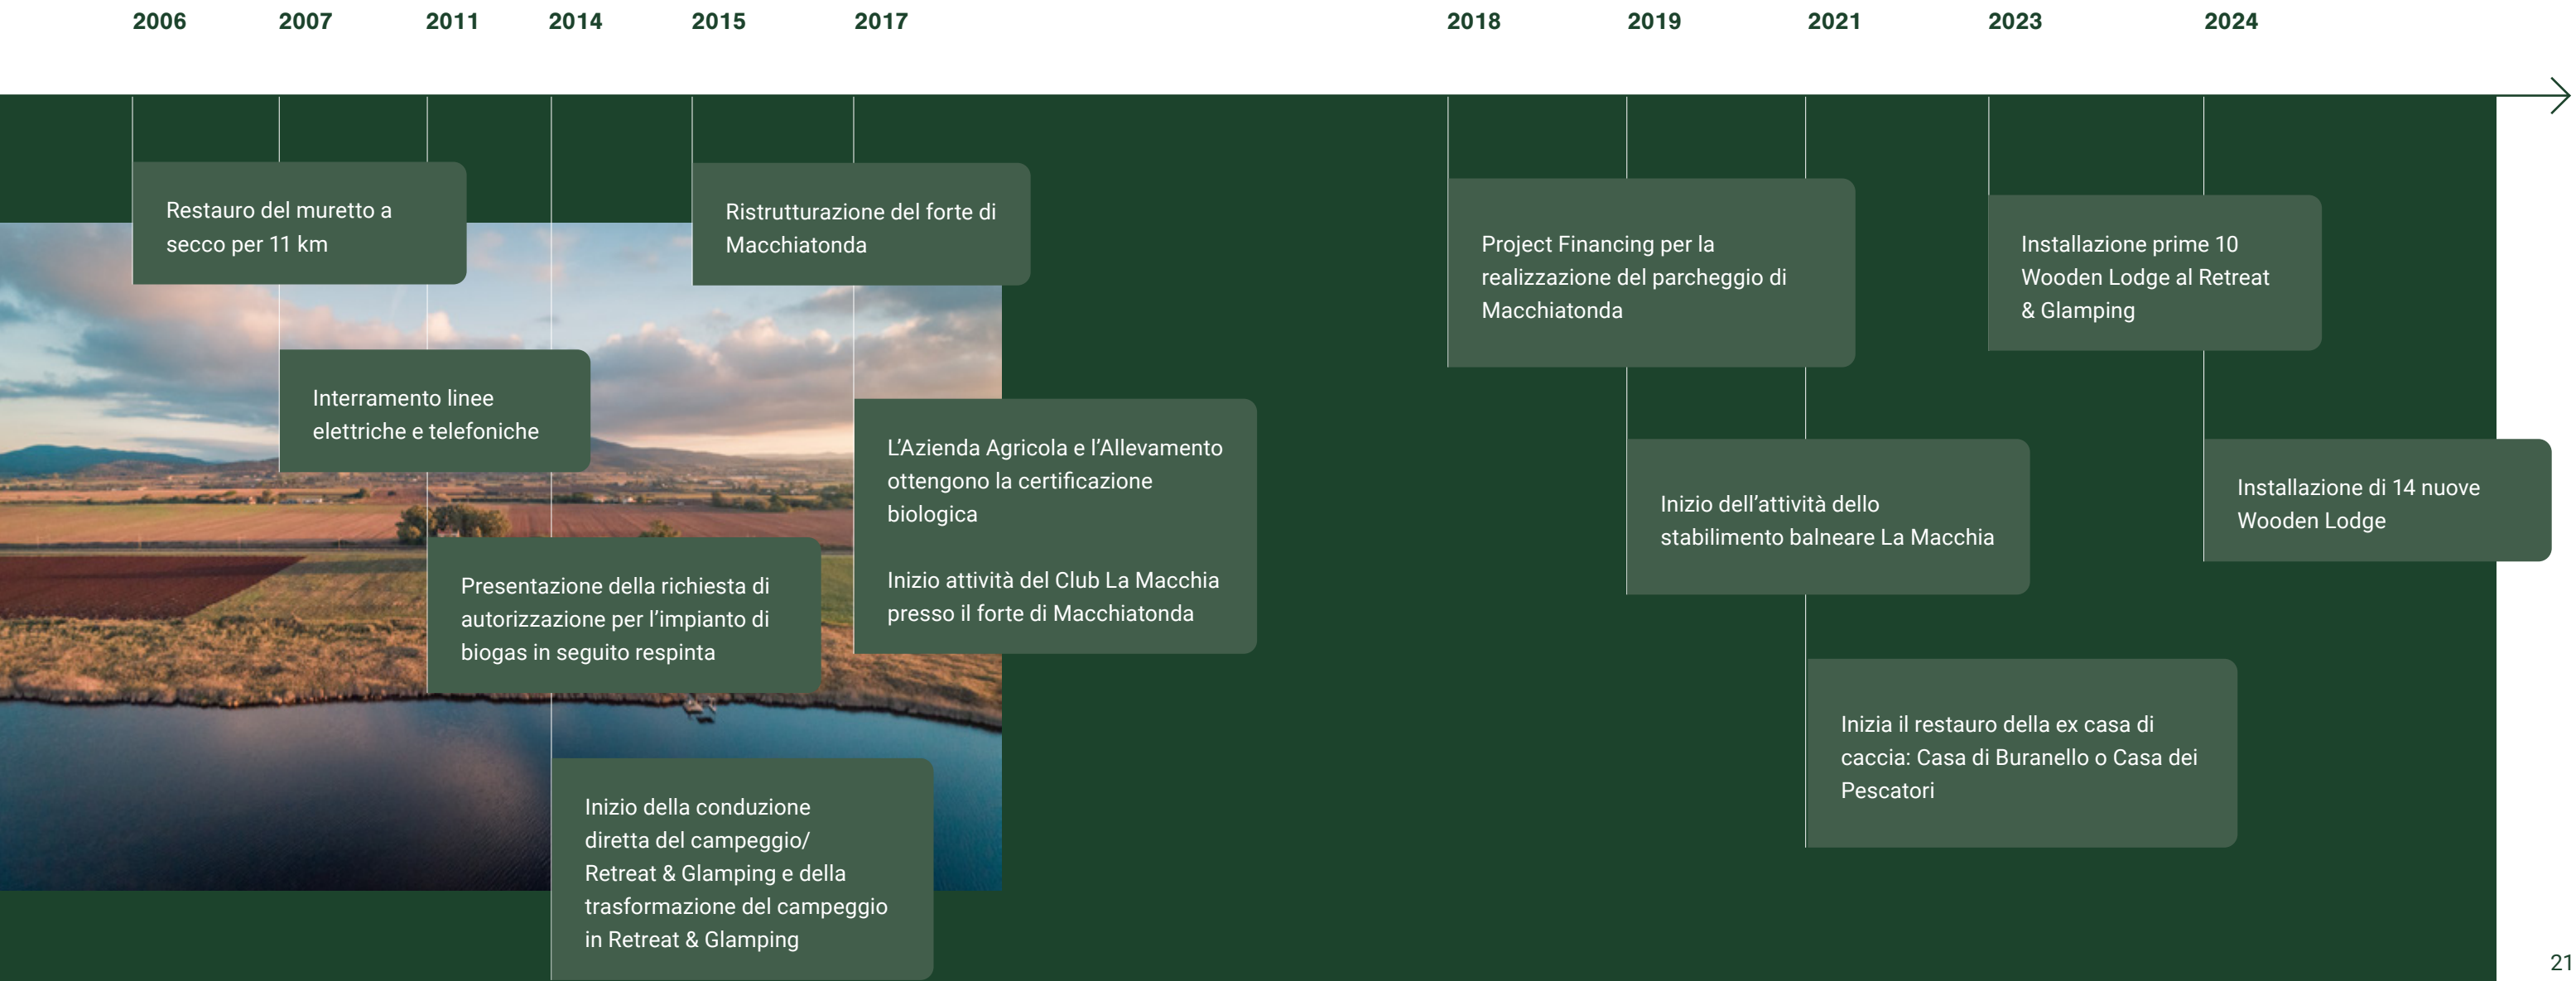 2006
2007
2011
2014
2015
2017
2018
2019
2021
2023
2024
Restauro del muretto a
secco per 11 km
Interramento linee
elettriche e telefoniche
Presentazione della richiesta di
autorizzazione per l’impianto di
biogas in seguito respinta
Inizio della conduzione
diretta del campeggio/
Retreat & Glamping e della
trasformazione del campeggio
in Retreat & Glamping
Ristrutturazione del forte di
Macchiatonda
L’Azienda Agricola e l’Allevamento
ottengono la certificazione
biologica
Inizio attività del Club La Macchia
presso il forte di Macchiatonda
Project Financing per la
realizzazione del parcheggio di
Macchiatonda
Inizio dell’attività dello
stabilimento balneare La Macchia
Inizia il restauro della ex casa di
caccia: Casa di Buranello o Casa dei
Pescatori
Installazione prime 10
Wooden Lodge al Retreat
& Glamping
Installazione di 14 nuove
Wooden Lodge
21